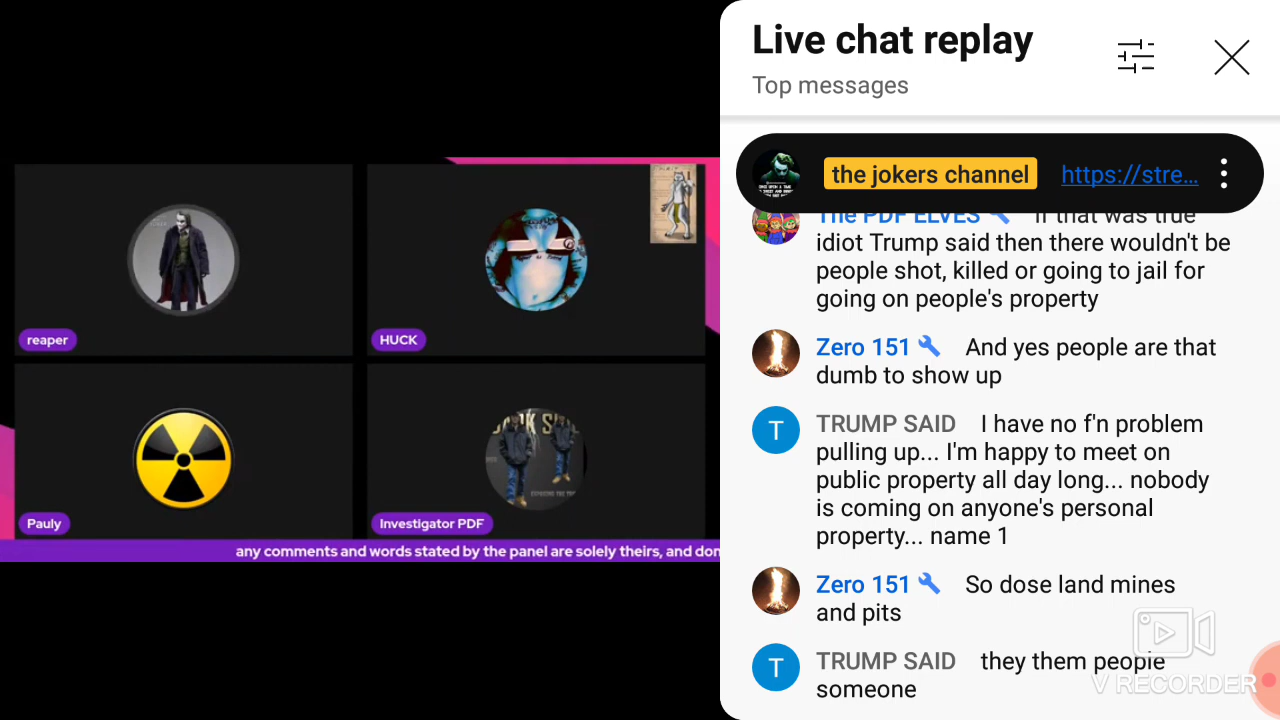 reaper
HUCK
Pauly
Investigator PDF
any comments and words stated by the panel are solely theirs, and don
Live chat replay
Top messages
the jokers channel https://stre...
The PDF ELVES If that was true
idiot Trump said then there wouldn't be
people shot, killed or going to jail for
going on people's property
Zero 151 And yes people are that
dumb to show up
T TRUMP SAID I have no f'n problem
pulling up... I'm happy to meet on
public property all day long... nobody
is coming on anyone's personal
property... name 1
Zero 151 So dose land mines
and pits
T TRUMP SAID they them people
someone
V RECORDER